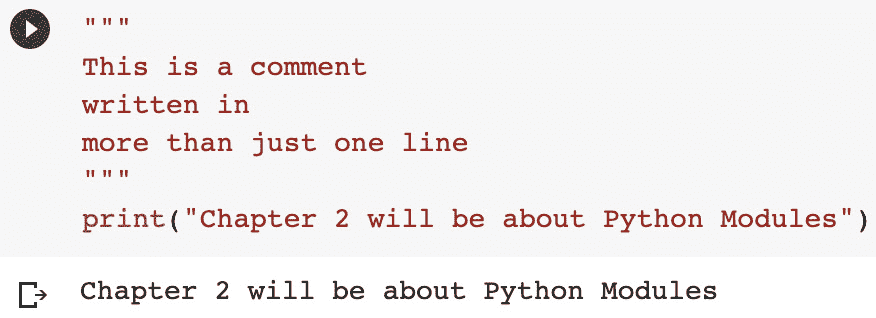 """
This is a comment
written in
more than just one line
"""
print("Chapter 2 will be about Python Modules")
Chapter 2 will be about Python Modules